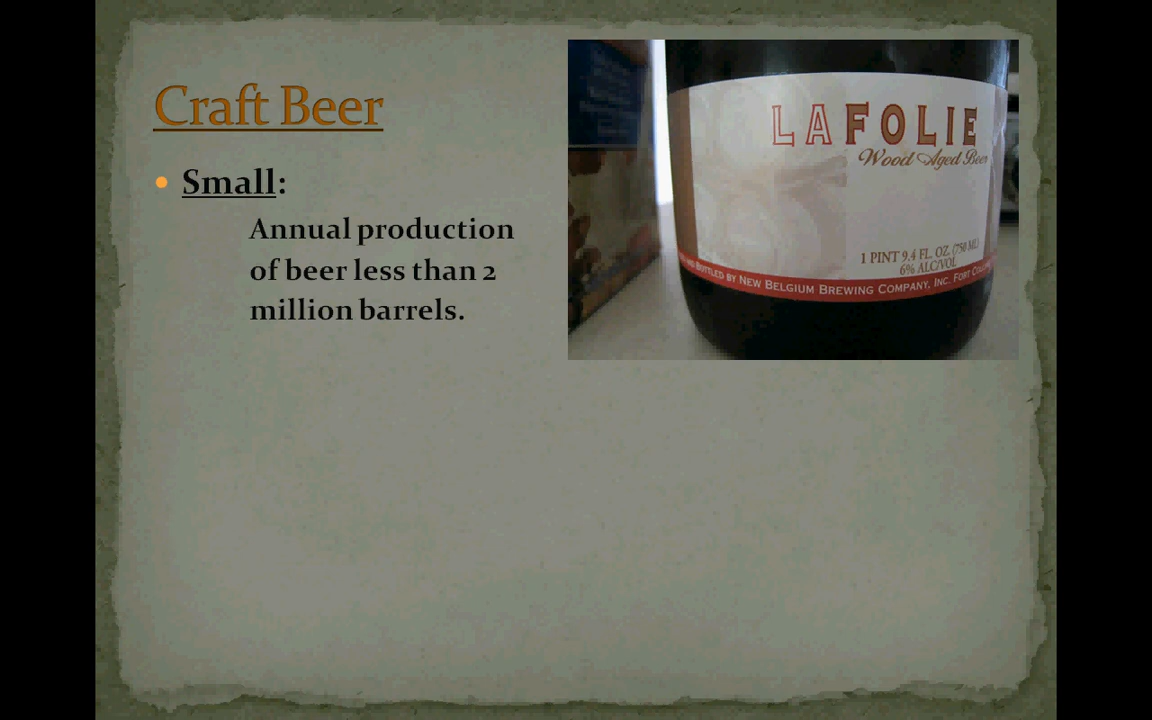 Craft Beer
Small:
Annual production
of beer less than 2
million barrels.
LA FOLIE
Wood Aged Beer
1 PINT 9.4 FL. OZ. (750 ML)
6% ALC/VOL
BOTTLED BY NEW BELGIUM BREWING COMPANY, INC. FORT